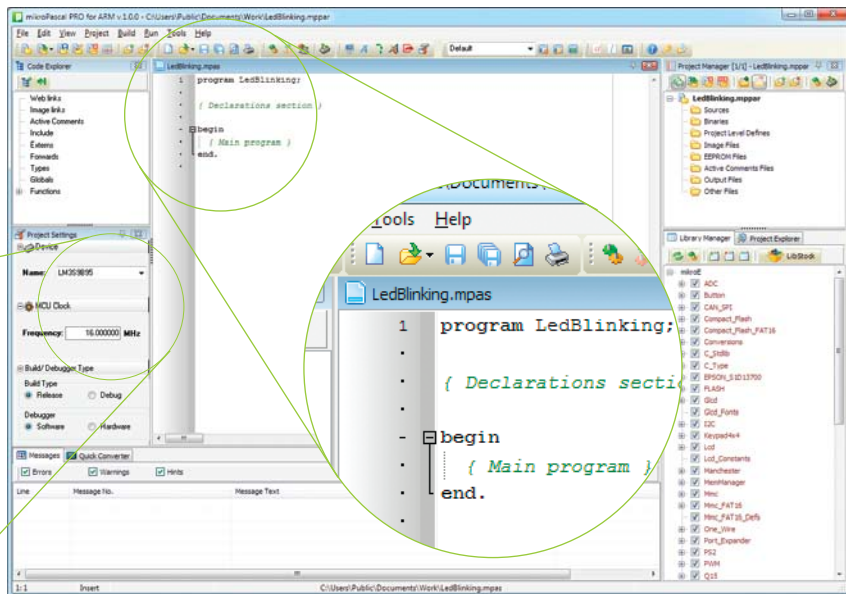 microPascal PRO for ARM v.1.0.0 - C:\Users\Public\Documents\Work\LedBlinking.mppar
File Edit View Project Build Run Tools Help
Default
Code Explorer
Web links
Image links
Active Comments
Include
Externs
Forwards
Types
Globals
Functions
Project Settings
Device
Name: LM3S9B95
MCU Clock
Frequency: 16.000000 MHz
Build/ Debugger Type
Build Type
Release Debug
Debugger
Software Hardware
LedBlinking.mpas
1 program LedBlinking;
{ Declarations section }
begin
{ Main program }
end.
:\Documents\
Tools Help
LedBlinking.mpas
1 program LedBlinking;
{ Declarations secti
begin
{ Main program }
end.
Project Manager [1/1] - LedBlinking.mppar
LedBlinking.mppar
Sources
Binaries
Project Level Defines
Image Files
EEPROM Files
Active Comments Files
Output Files
Other Files
Library Manager Project Explorer
LibStock
mikroE
ADC
Button
CAN_SPI
Compact_Flash
Compact_Flash_FAT16
Conversions
C_Stdlib
C_Type
EPSON_S1D13700
FLASH
Glcd
Glcd_Fonts
I2C
Keypad4x4
Lcd
Lcd_Constants
Manchester
MemManager
Mmc
Mmc_FAT16
Mmc_FAT16_Defs
One_Wire
Port_Expander
PS2
PWM
Q15
Messages Quick Converter
Errors Warnings Hints
Line Message No. Message Text
1:1 Insert C:\Users\Public\Documents\Work\LedBlinking.mpas